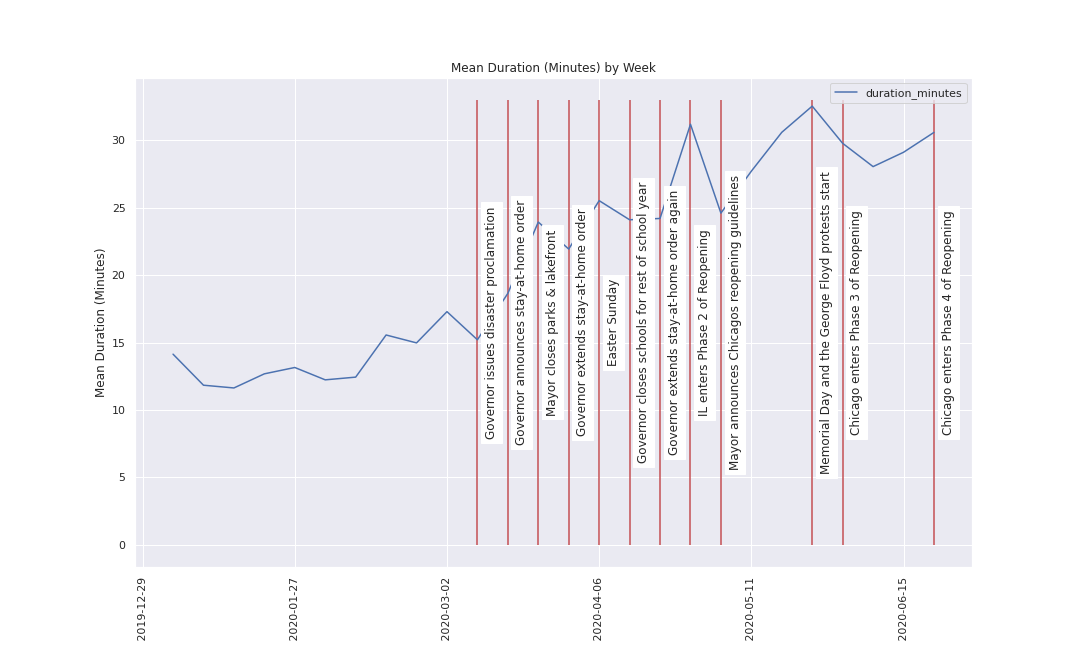 Mean Duration (Minutes) by Week
duration_minutes
Mean Duration (Minutes)
30
25
20
15
10
5
0
Governor issues disaster proclamation
Governor announces stay-at-home order
Mayor closes parks & lakefront
Governor extends stay-at-home order
Easter Sunday
Governor closes schools for rest of school year
Governor extends stay-at-home order again
IL enters Phase 2 of Reopening
Mayor announces Chicagos reopening guidelines
Memorial Day and the George Floyd protests start
Chicago enters Phase 3 of Reopening
Chicago enters Phase 4 of Reopening
2019-12-29
2020-01-27
2020-03-02
2020-04-06
2020-05-11
2020-06-15